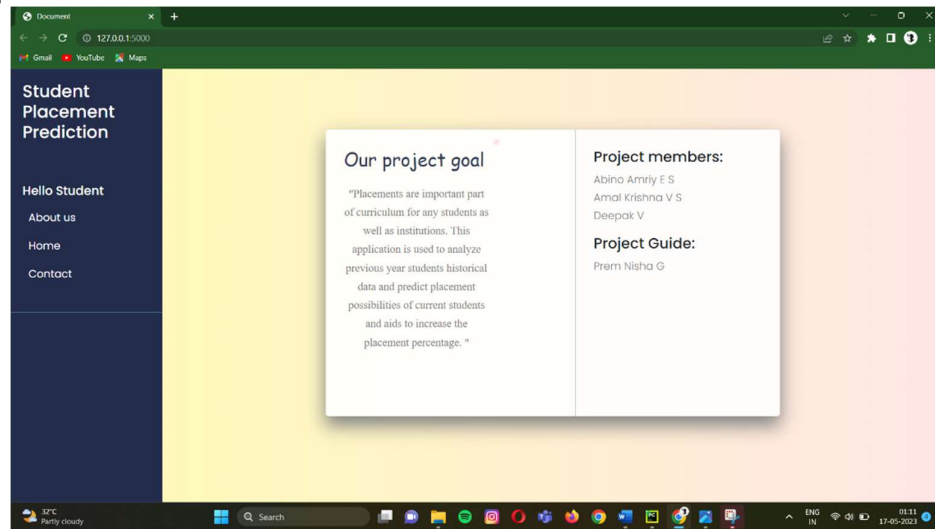 Document
127.0.0.1:5000
Gmail YouTube Maps
Student
Placement
Prediction
Hello Student
About us
Home
Contact
Our project goal
"Placements are important part
of curriculum for any students as
well as institutions. This
application is used to analyze
previous year students historical
data and predict placement
possibilities of current students
and aids to increase the
placement percentage. "
Project members:
Abino Amriy E S
Amal Krishna V S
Deepak V
Project Guide:
Prem Nisha G
32°C
Partly cloudy
Search
ENG
IN
01:11
17-05-2023